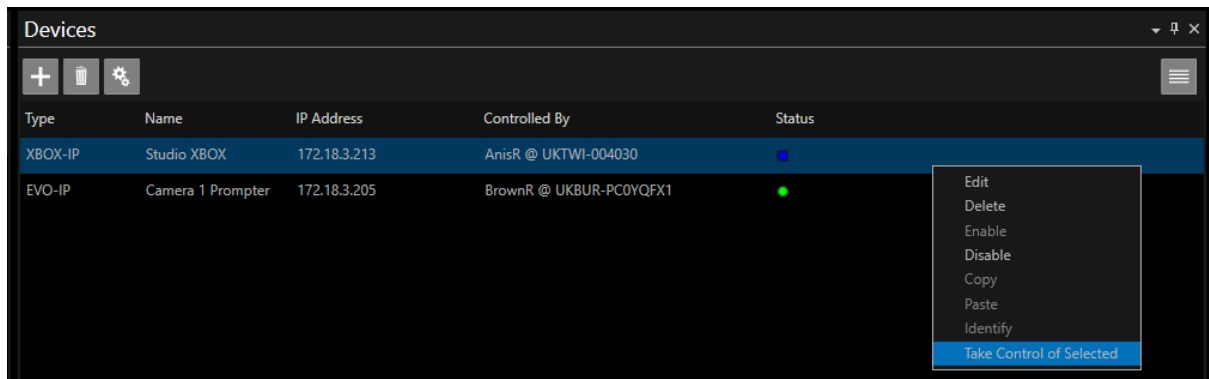 Devices
Type Name IP Address Controlled By Status
XBOX-IP Studio XBOX 172.18.3.213 AnisR @ UKTWI-004030
EVO-IP Camera 1 Prompter 172.18.3.205 BrownR @ UKBUR-PC0YQFX1
Edit
Delete
Enable
Disable
Copy
Paste
Identify
Take Control of Selected